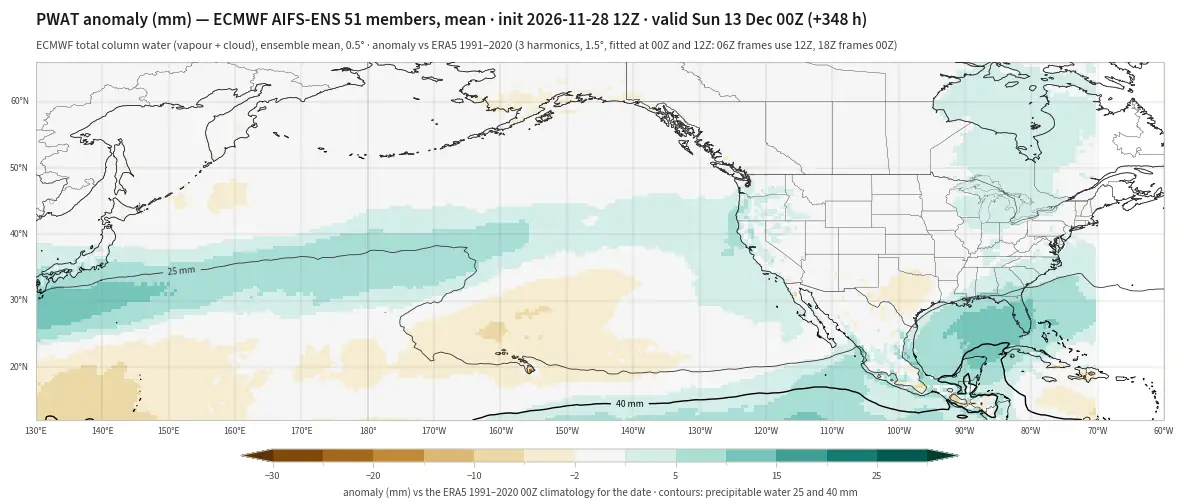 PWAT anomaly (mm) — ECMWF AIFS-ENS 51 members, mean · init 2026-11-28 12Z · valid Sun 13 Dec 00Z (+348 h)
ECMWF total column water (vapour + cloud), ensemble mean, 0.5° · anomaly vs ERA5 1991–2020 (3 harmonics, 1.5°, fitted at 00Z and 12Z: 06Z frames use 12Z, 18Z frames 00Z)
60°N
50°N
40°N
30°N
20°N
25 mm
40 mm
130°E 140°E 150°E 160°E 170°E 180° 170°W 160°W 150°W 140°W 130°W 120°W 110°W 100°W 90°W 80°W 70°W 60°W
−30 −20 −10 −2 5 15 25
anomaly (mm) vs the ERA5 1991–2020 00Z climatology for the date · contours: precipitable water 25 and 40 mm